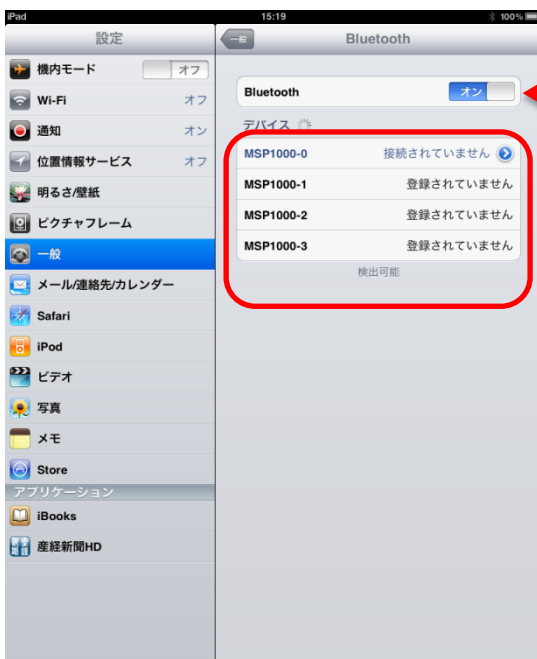 iPad 15:19 100%
設定
機内モード オフ
Wi-Fi オフ
通知 オン
位置情報サービス オフ
明るさ/壁紙
ピクチャフレーム
一般
メール/連絡先/カレンダー
Safari
iPod
ビデオ
写真
メモ
Store
アプリケーション
iBooks
産経新聞HD
一般 Bluetooth
Bluetooth オン
デバイス
MSP1000-0 接続されていません
MSP1000-1 登録されていません
MSP1000-2 登録されていません
MSP1000-3 登録されていません
検出可能